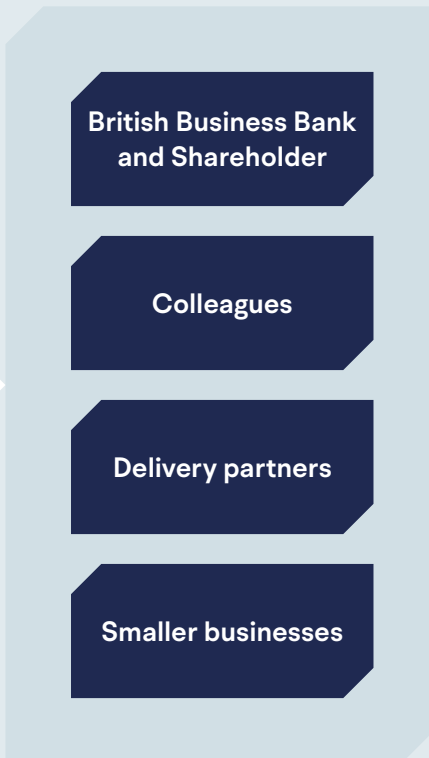 British Business Bank
and Shareholder
Colleagues
Delivery partners
Smaller businesses